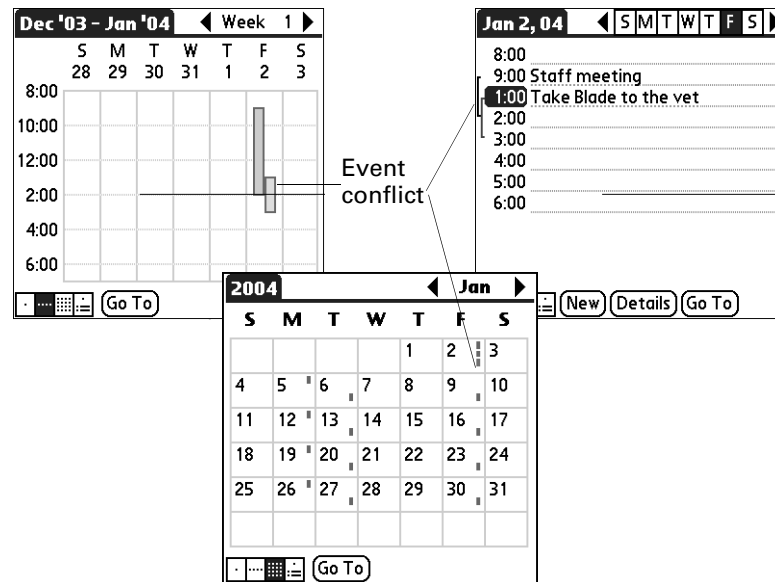 Dec '03 - Jan '04 Week 1
S M T W T F S
28 29 30 31 1 2 3
8:00
10:00
12:00
2:00
4:00
6:00
Go To
Event
conflict
Jan 2, 04 S M T W T F S
8:00
9:00 Staff meeting
1:00 Take Blade to the vet
2:00
3:00
4:00
5:00
6:00
New Details Go To
2004 Jan
S M T W T F S
1 2 3
4 5 6 7 8 9 10
11 12 13 14 15 16 17
18 19 20 21 22 23 24
25 26 27 28 29 30 31
Go To